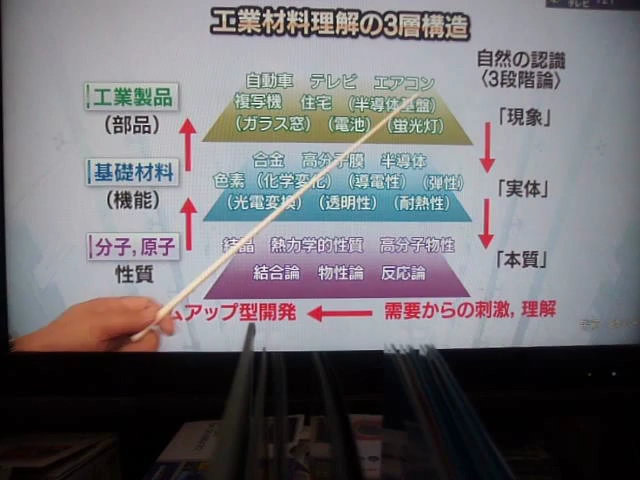 工業材料理解の3層構造
自然の認識
〈3段階論〉
工業製品
(部品)
自動車 テレビ エアコン
複写機 住宅 (半導体基盤)
(ガラス窓) (電池) (蛍光灯)
「現象」
基礎材料
(機能)
合金 高分子膜 半導体
色素 (化学変化) (導電性) (弾性)
(光電変換) (透明性) (耐熱性)
「実体」
分子,原子
性質
結晶 熱力学的性質 高分子物性
結合論 物性論 反応論
「本質」
ムアップ型開発
需要からの刺激, 理解